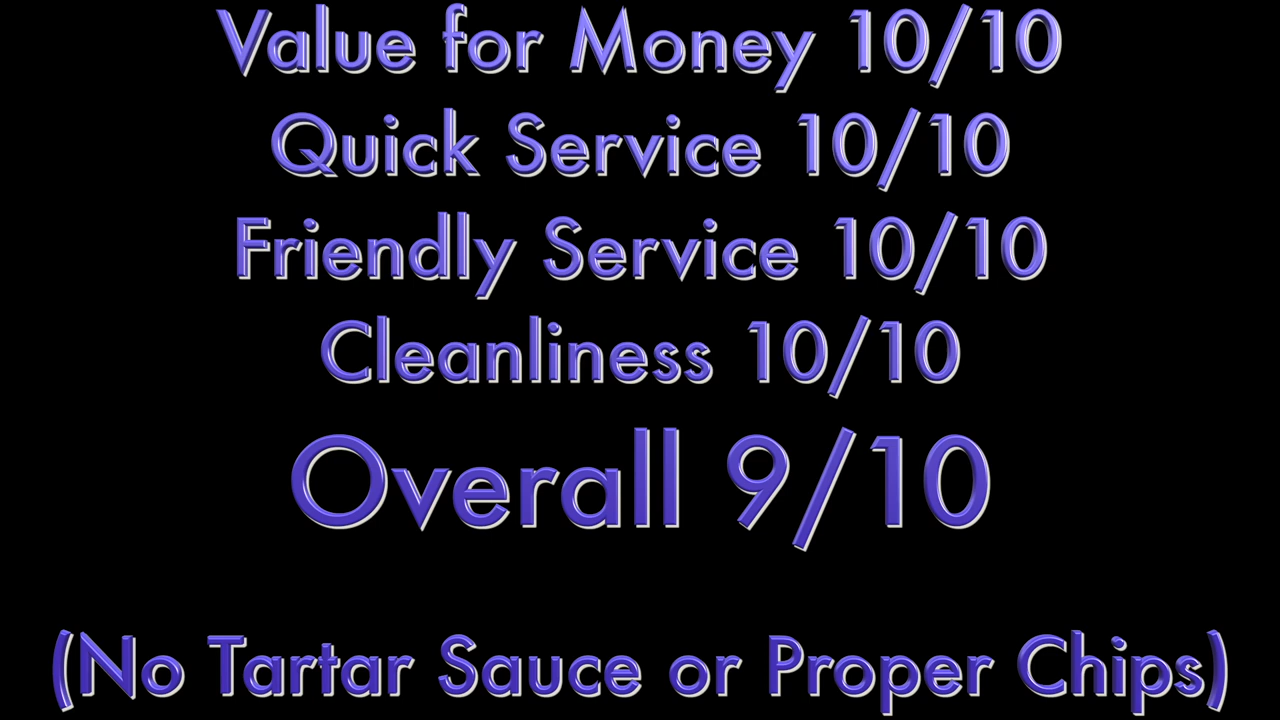 Value for Money 10/10
Quick Service 10/10
Friendly Service 10/10
Cleanliness 10/10
Overall 9/10
(No Tartar Sauce or Proper Chips)